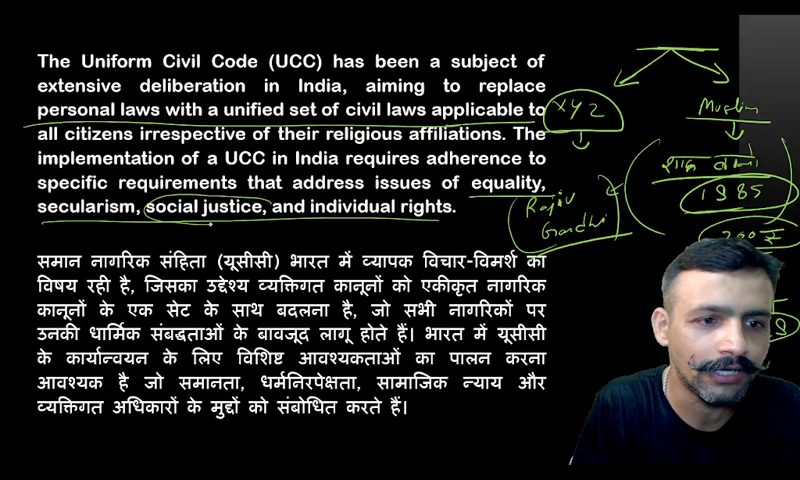 The Uniform Civil Code (UCC) has been a subject of
extensive deliberation in India, aiming to replace
personal laws with a unified set of civil laws applicable to
all citizens irrespective of their religious affiliations. The
implementation of a UCC in India requires adherence to
specific requirements that address issues of equality,
secularism, social justice, and individual rights.
समान नागरिक संहिता (यूसीसी) भारत में व्यापक विचार-विमर्श का
विषय रही है, जिसका उद्देश्य व्यक्तिगत कानूनों को एकीकृत नागरिक
कानूनों के एक सेट के साथ बदलना है, जो सभी नागरिकों पर
उनकी धार्मिक संबद्धताओं के बावजूद लागू होते हैं। भारत में यूसीसी
के कार्यान्वयन के लिए विशिष्ट आवश्यकताओं का पालन करना
आवश्यक है जो समानता, धर्मनिरपेक्षता, सामाजिक न्याय और
व्यक्तिगत अधिकारों के मुद्दों को संबोधित करते हैं।
XYZ
Muslim
1985
Rajiv
Gandhi